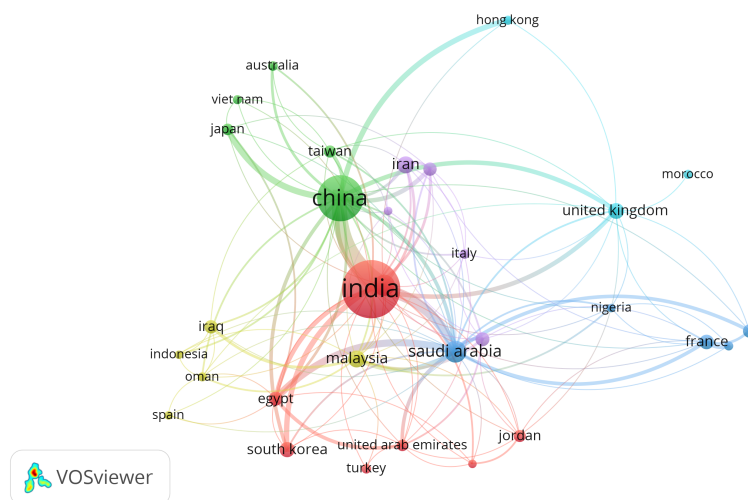 hong kong
australia
viet nam
japan
taiwan
iran
morocco
china
united kingdom
italy
india
nigeria
iraq
france
indonesia
malaysia
saudi arabia
oman
egypt
spain
jordan
south korea
united arab emirates
turkey
VOSviewer